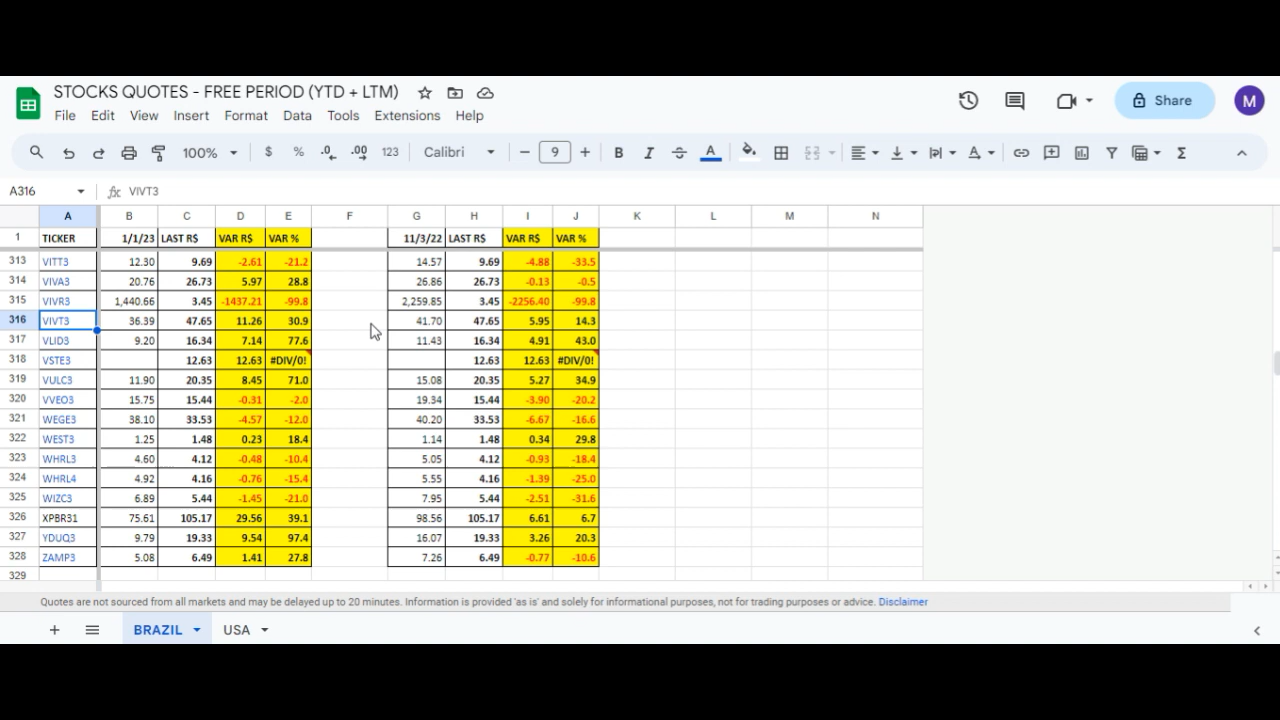 STOCKS QUOTES - FREE PERIOD (YTD + LTM)
File Edit View Insert Format Data Tools Extensions Help
Share M
100% $ % .0 .00 123 Calibri 9 B I A Σ
A316 fx VIVT3
A B C D E F G H I J K L M N
1 TICKER 1/1/23 LAST R$ VAR R$ VAR % 11/3/22 LAST R$ VAR R$ VAR %
313 VITT3 12.30 9.69 -2.61 -21.2 14.57 9.69 -4.88 -33.5
314 VIVA3 20.76 26.73 5.97 28.8 26.86 26.73 -0.13 -0.5
315 VIVR3 1,440.66 3.45 -1437.21 -99.8 2,259.85 3.45 -2256.40 -99.8
316 VIVT3 36.39 47.65 11.26 30.9 41.70 47.65 5.95 14.3
317 VLID3 9.20 16.34 7.14 77.6 11.43 16.34 4.91 43.0
318 VSTE3 12.63 12.63 #DIV/0! 12.63 12.63 #DIV/0!
319 VULC3 11.90 20.35 8.45 71.0 15.08 20.35 5.27 34.9
320 VVEO3 15.75 15.44 -0.31 -2.0 19.34 15.44 -3.90 -20.2
321 WEGE3 38.10 33.53 -4.57 -12.0 40.20 33.53 -6.67 -16.6
322 WEST3 1.25 1.48 0.23 18.4 1.14 1.48 0.34 29.8
323 WHRL3 4.60 4.12 -0.48 -10.4 5.05 4.12 -0.93 -18.4
324 WHRL4 4.92 4.16 -0.76 -15.4 5.55 4.16 -1.39 -25.0
325 WIZC3 6.89 5.44 -1.45 -21.0 7.95 5.44 -2.51 -31.6
326 XPBR31 75.61 105.17 29.56 39.1 98.56 105.17 6.61 6.7
327 YDUQ3 9.79 19.33 9.54 97.4 16.07 19.33 3.26 20.3
328 ZAMP3 5.08 6.49 1.41 27.8 7.26 6.49 -0.77 -10.6
329
Quotes are not sourced from all markets and may be delayed up to 20 minutes. Information is provided 'as is' and solely for informational purposes, not for trading purposes or advice. Disclaimer
BRAZIL USA